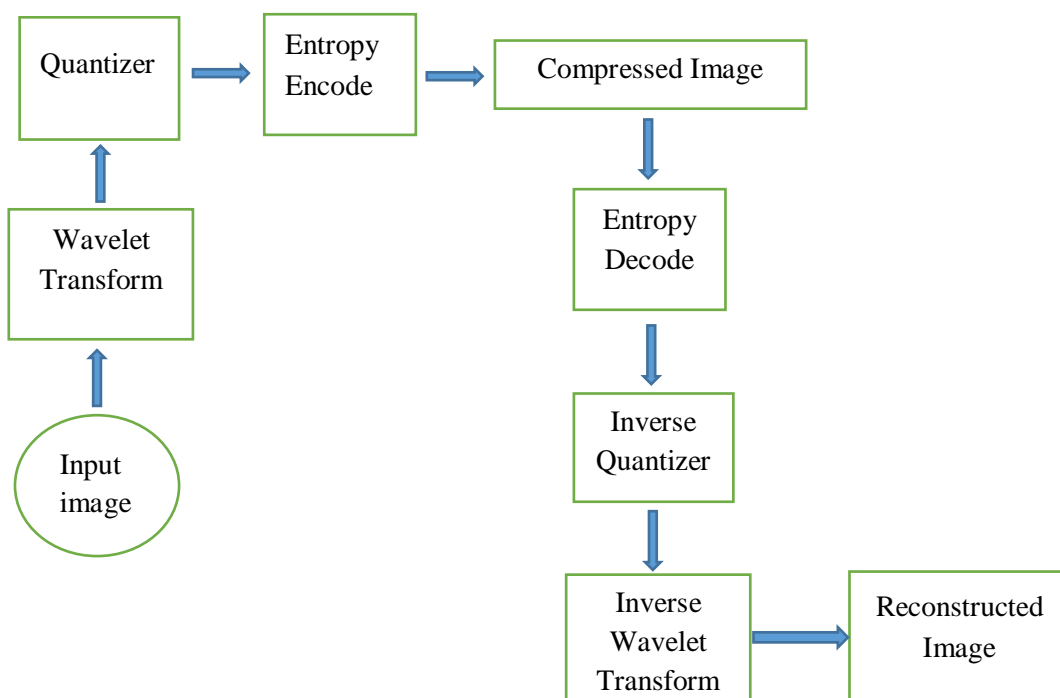 Input
image
Wavelet
Transform
Quantizer
Entropy
Encode
Compressed Image
Entropy
Decode
Inverse
Quantizer
Inverse
Wavelet
Transform
Reconstructed
Image